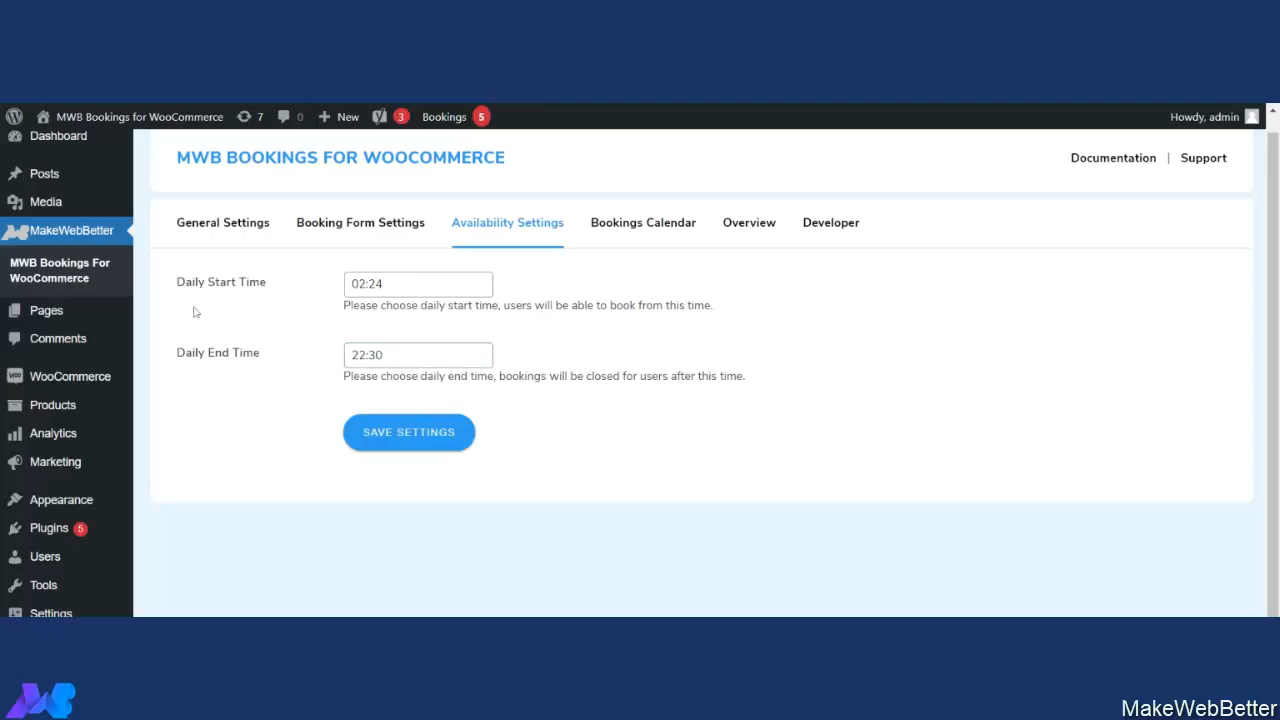 MWB Bookings for WooCommerce 7 0 New 3 Bookings 5 Howdy, admin
Dashboard
Posts
Media
MakeWebBetter
MWB Bookings For
WooCommerce
Pages
Comments
WooCommerce
Products
Analytics
Marketing
Appearance
Plugins 5
Users
Tools
Settings
MWB BOOKINGS FOR WOOCOMMERCE
Documentation | Support
General Settings Booking Form Settings Availability Settings Bookings Calendar Overview Developer
Daily Start Time
02:24
Please choose daily start time, users will be able to book from this time.
Daily End Time
22:30
Please choose daily end time, bookings will be closed for users after this time.
SAVE SETTINGS
MakeWebBetter